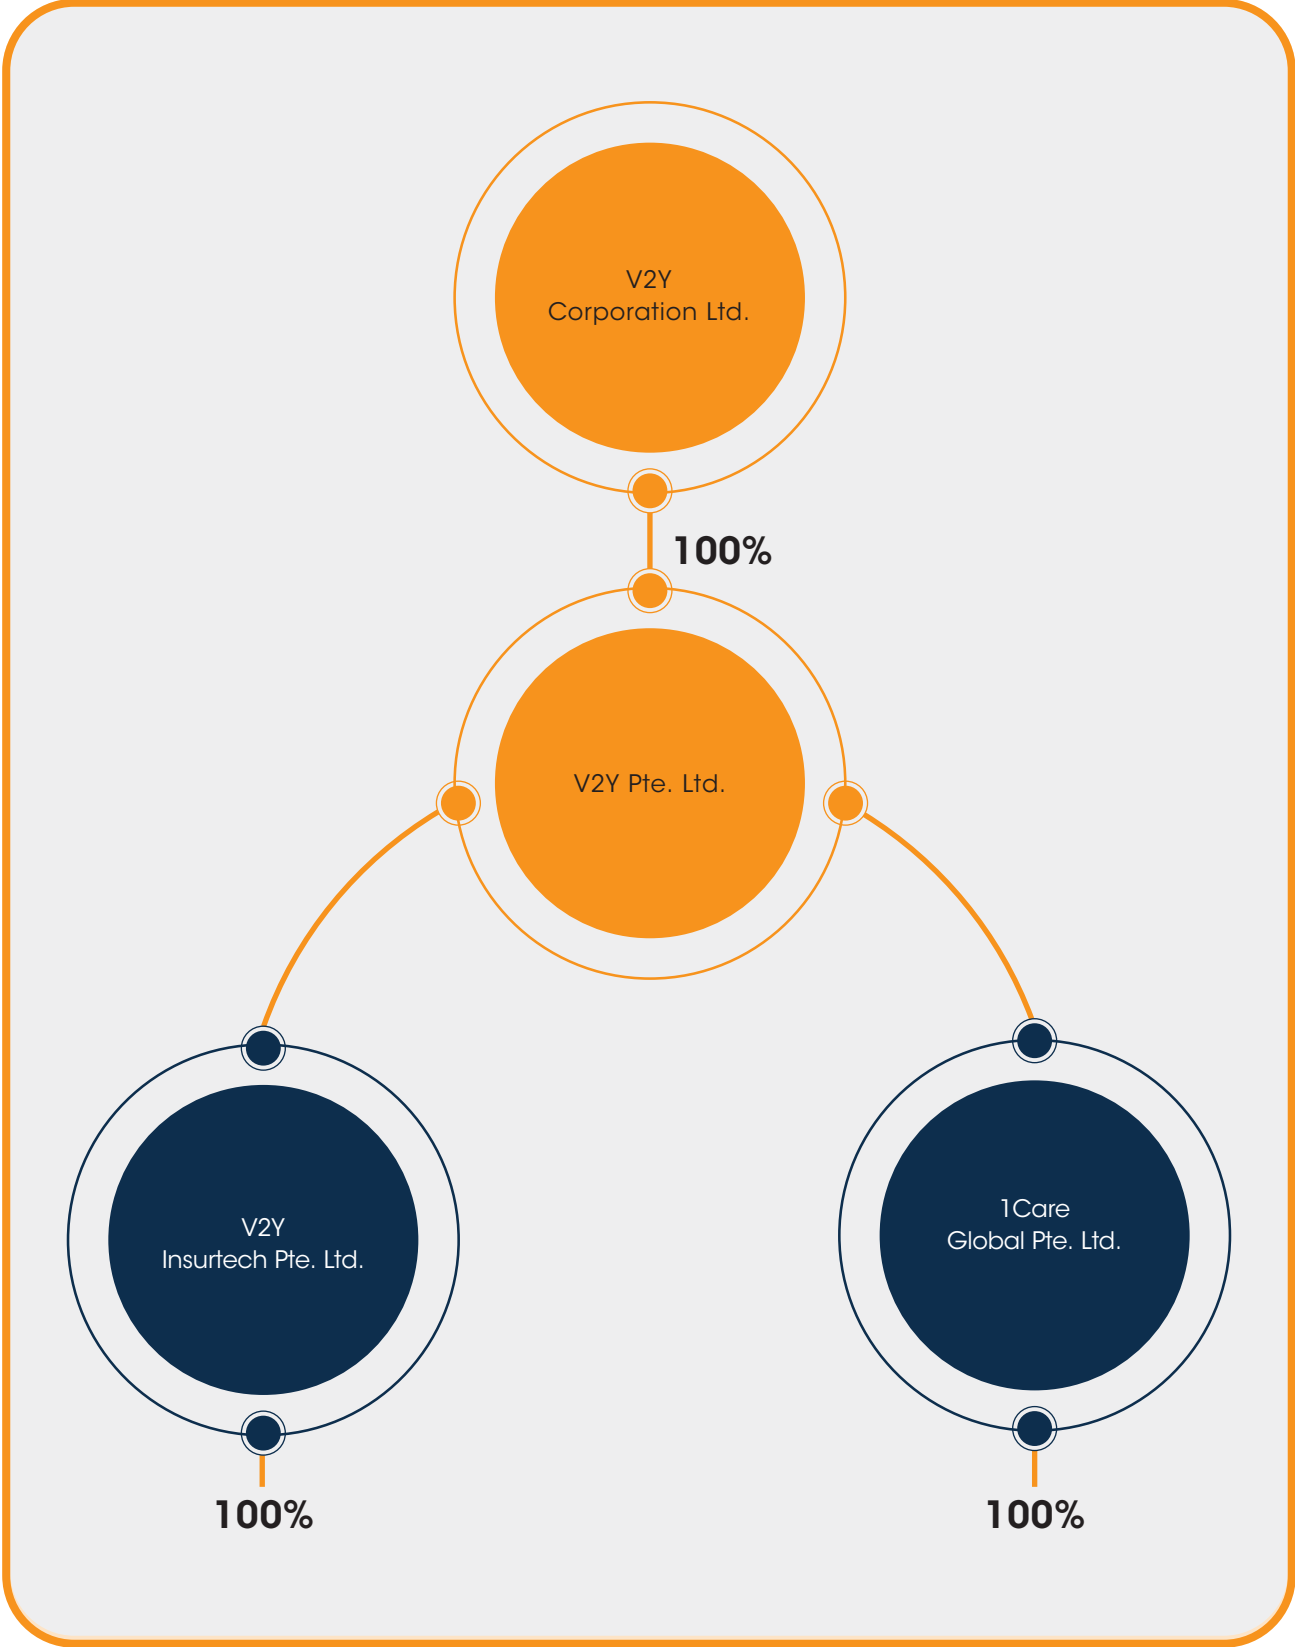 V2Y
Corporation Ltd.
100%
V2Y Pte. Ltd.
V2Y
Insurtech Pte. Ltd.
1Care
Global Pte. Ltd.
100%
100%